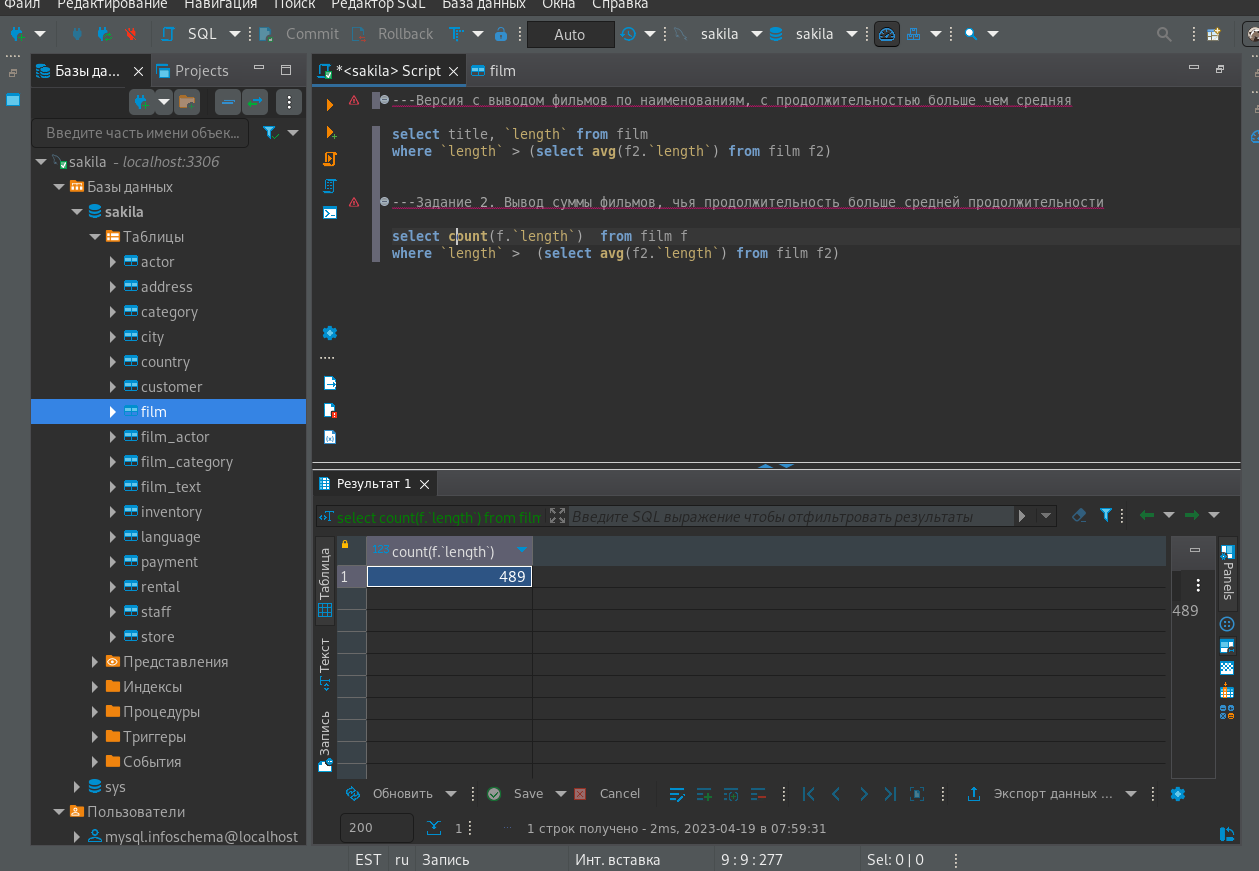 Файл Редактирование Навигация Поиск Редактор SQL База данных Окна Справка
SQL Commit Rollback T Auto sakila sakila
Базы да... Projects
*<sakila> Script film
Введите часть имени объек...
sakila - localhost:3306
Базы данных
sakila
Таблицы
actor
address
category
city
country
customer
film
film_actor
film_category
film_text
inventory
language
payment
rental
staff
store
Представления
Индексы
Процедуры
Триггеры
События
sys
Пользователи
mysql.infoschema@localhost
---Версия с выводом фильмов по наименованиям, с продолжительностью больше чем средняя
select title, `length` from film
where `length` > (select avg(f2.`length`) from film f2)
---Задание 2. Вывод суммы фильмов, чья продолжительность больше средней продолжительности
select count(f.`length`)  from film f
where `length` >  (select avg(f2.`length`) from film f2)
Результат 1
select count(f.`length`) from film
Введите SQL выражение чтобы отфильтровать результаты
Таблица
Текст
Запись
123 count(f.`length`)
1 489
489
Panels
Обновить Save Cancel Экспорт данных ...
200 1 1 строк получено - 2ms, 2023-04-19 в 07:59:31
EST ru Запись Инт. вставка 9 : 9 : 277 Sel: 0 | 0